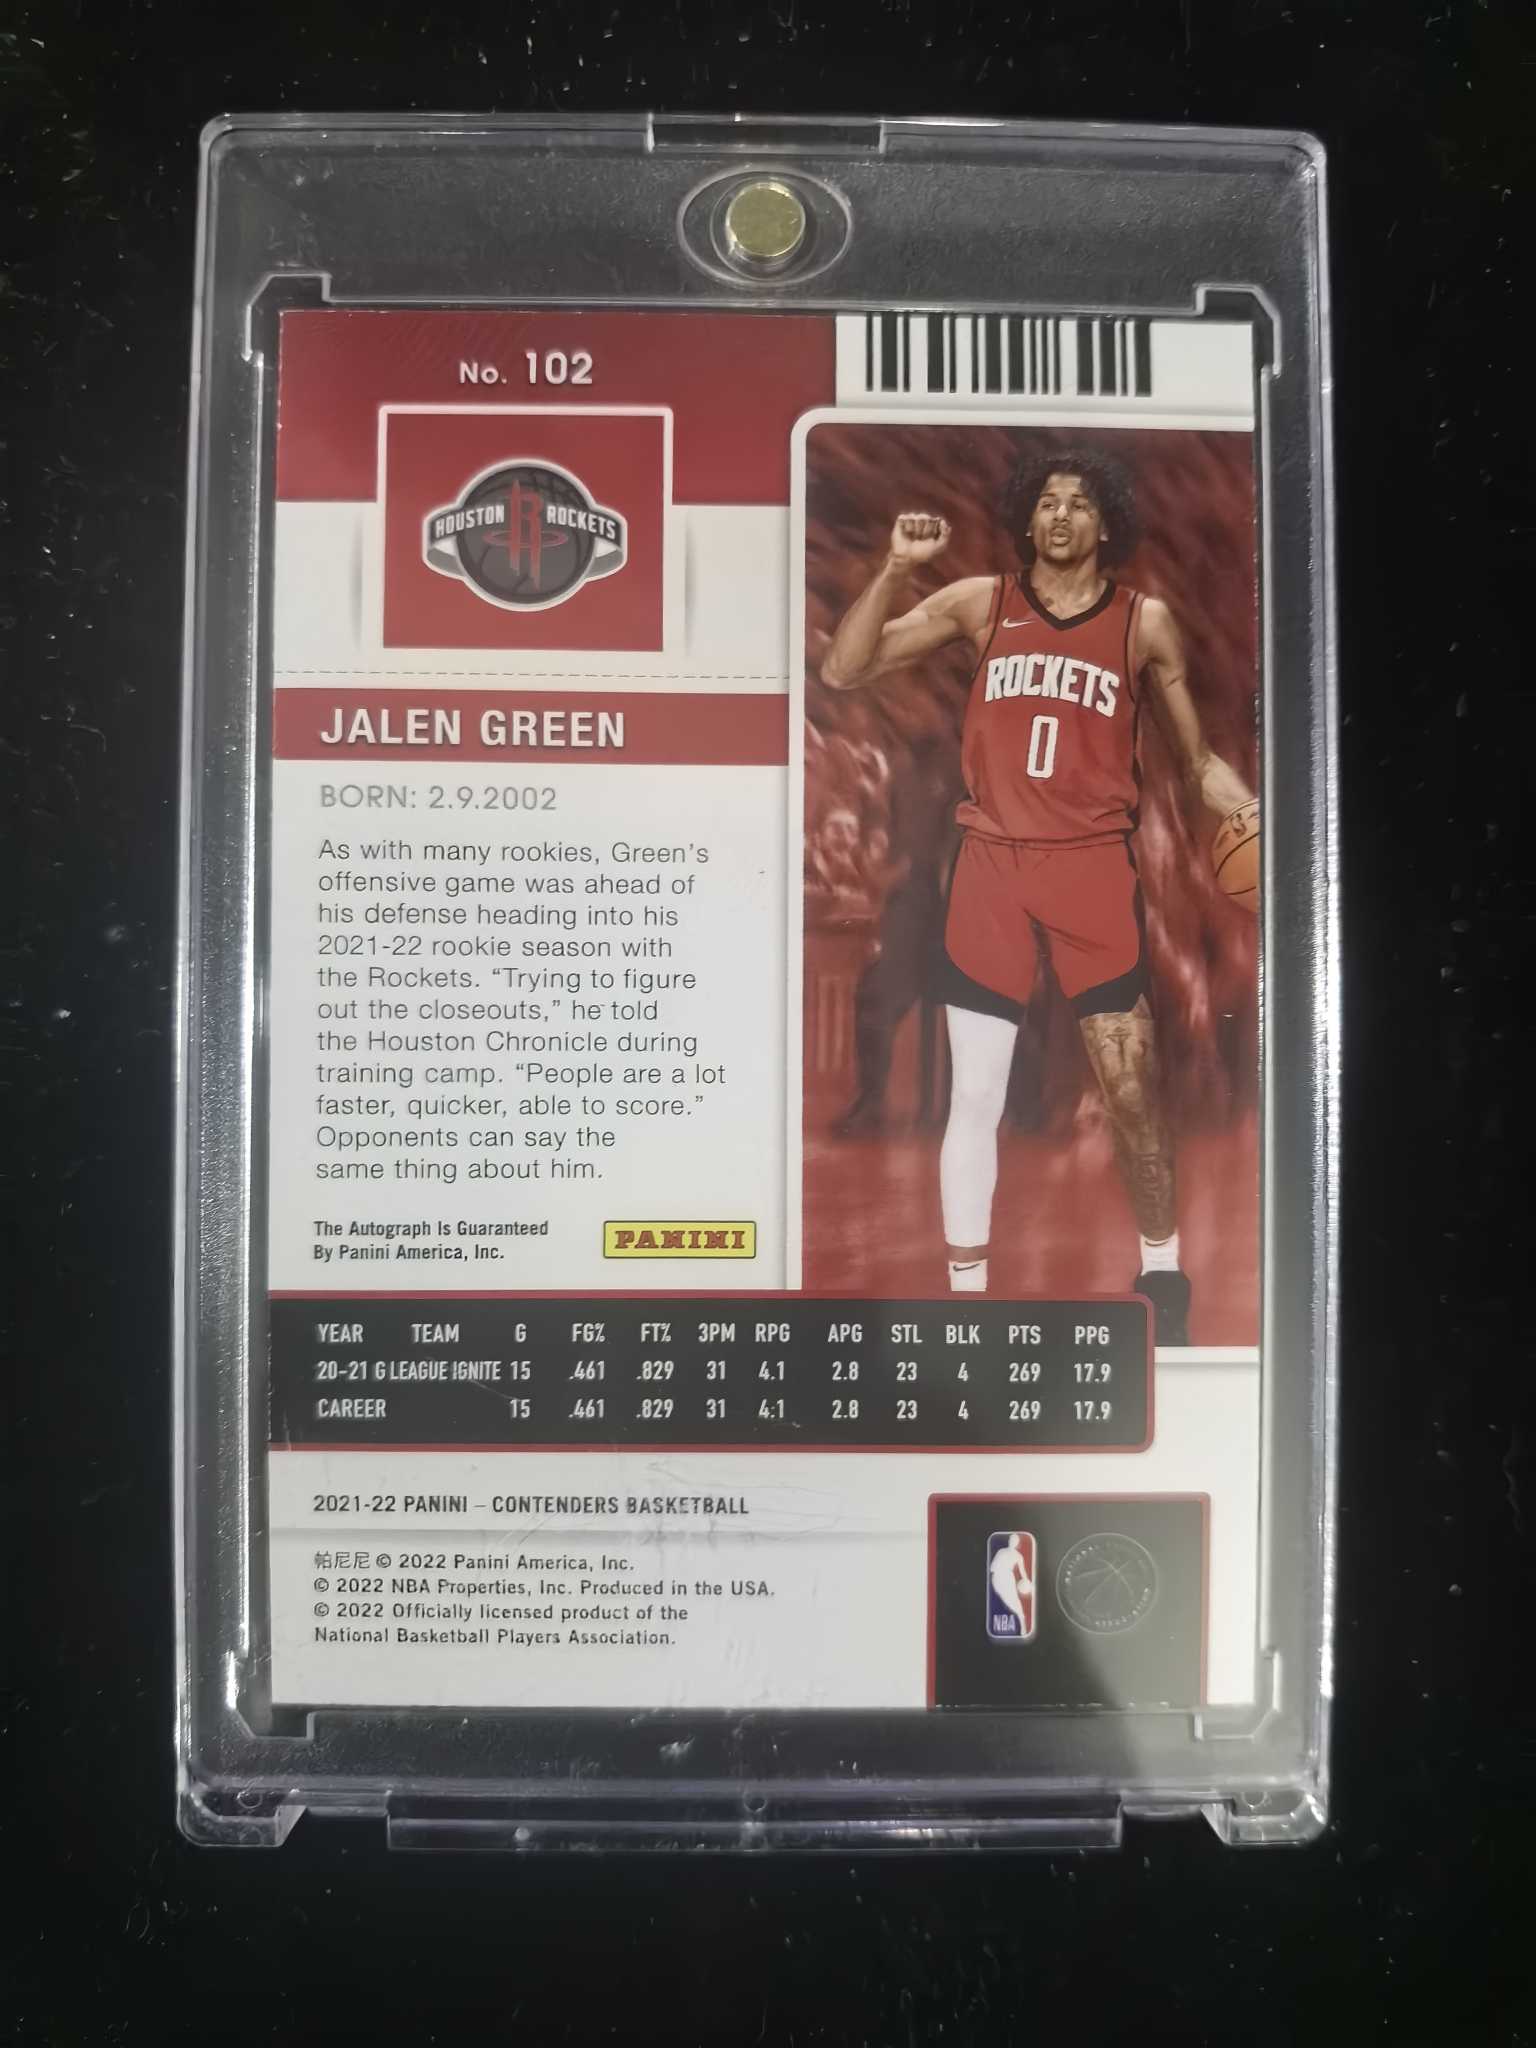 No. 102
HOUSTON ROCKETS
JALEN GREEN
BORN: 2.9.2002
As with many rookies, Green's
offensive game was ahead of
his defense heading into his
2021-22 rookie season with
the Rockets. “Trying to figure
out the closeouts,” he told
the Houston Chronicle during
training camp. “People are a lot
faster, quicker, able to score.”
Opponents can say the
same thing about him.
The Autograph Is Guaranteed
By Panini America, Inc.
PANINI
ROCKETS
0
YEAR TEAM G FG% FT% 3PM RPG APG STL BLK PTS PPG
20-21 G LEAGUE IGNITE 15 .461 .829 31 4.1 2.8 23 4 269 17.9
CAREER 15 .461 .829 31 4.1 2.8 23 4 269 17.9
2021-22 PANINI – CONTENDERS BASKETBALL
帕尼尼 © 2022 Panini America, Inc.
© 2022 NBA Properties, Inc. Produced in the USA.
© 2022 Officially licensed product of the
National Basketball Players Association.
NBA